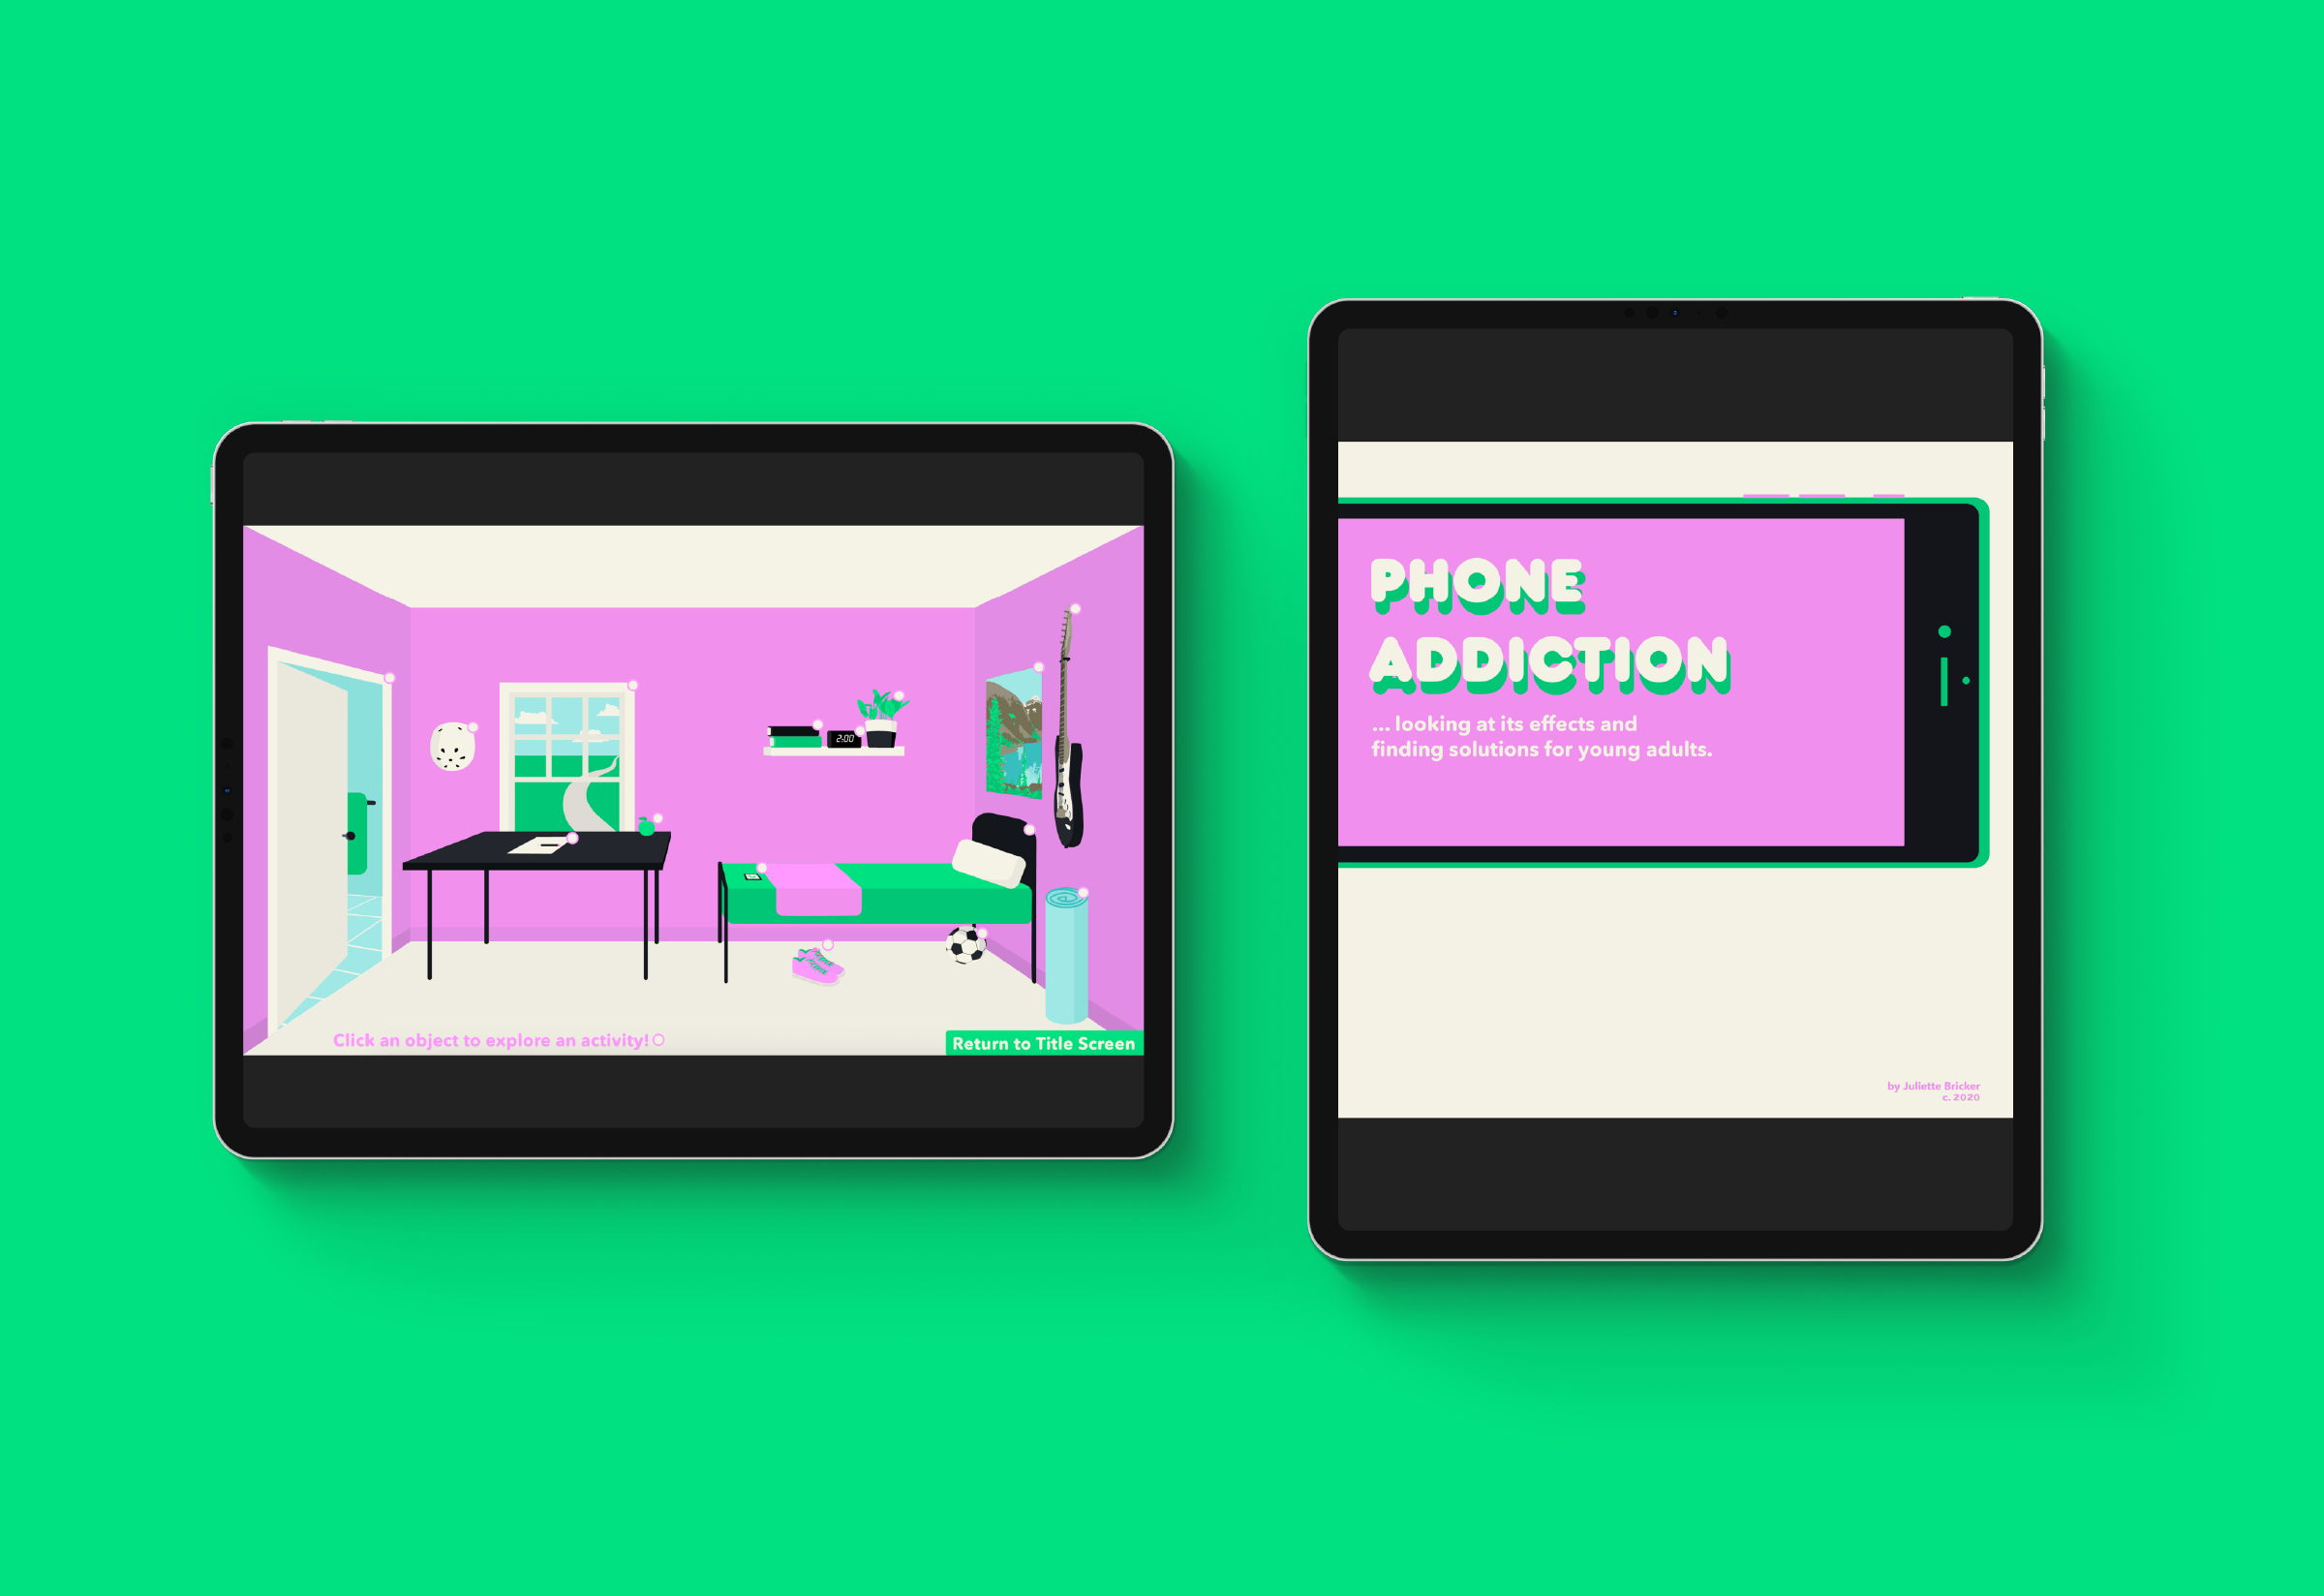 2:00
Click an object to explore an activity!
Return to Title Screen
PHONE
ADDICTION
... looking at its effects and
finding solutions for young adults.
by Juliette Bricker
c. 2020